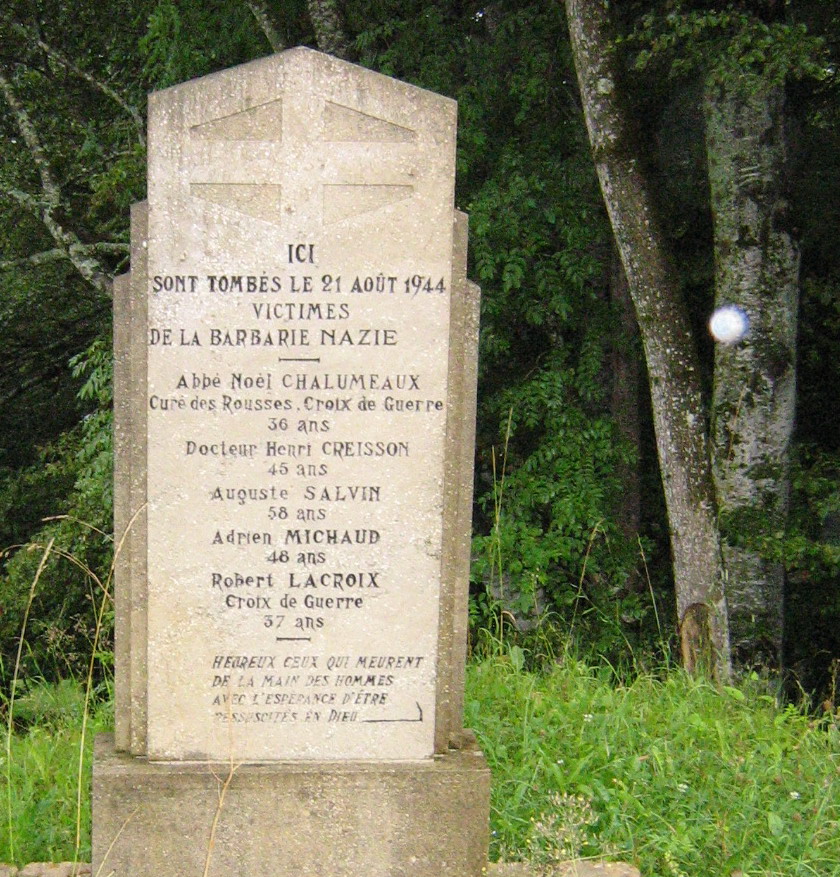 ICI
SONT TOMBÉS LE 21 AOÛT 1944
VICTIMES
DE LA BARBARIE NAZIE
Abbé Noël CHALUMEAUX
Curé des Rousses. Croix de Guerre
36 ans
Docteur Henri CREISSON
45 ans
Auguste SALVIN
58 ans
Adrien MICHAUD
48 ans
Robert LACROIX
Croix de Guerre
37 ans
HEUREUX CEUX QUI MEURENT
DE LA MAIN DES HOMMES
AVEC L'ESPÉRANCE D'ÊTRE
RESSUSCITÉS EN DIEU